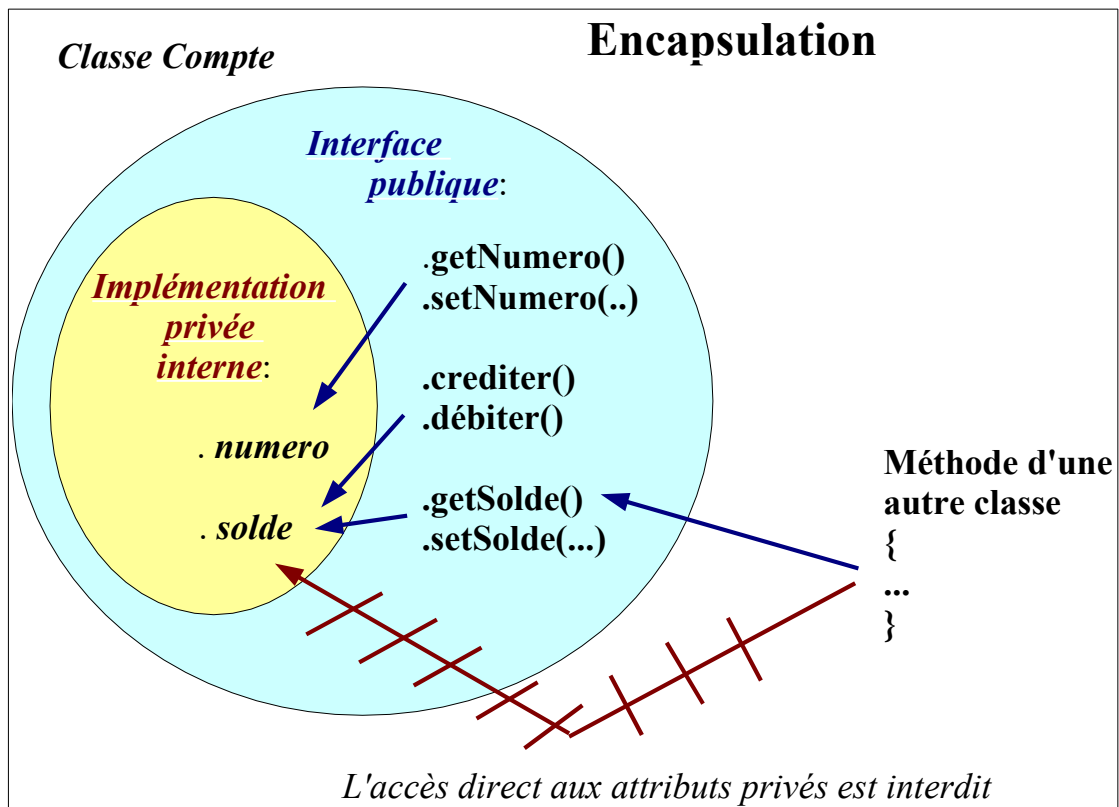 Encapsulation
Classe Compte
Interface
publique:
.getNumero()
.setNumero(..)
Implémentation
privée
interne:
.crediter()
.débiter()
. numero
.getSolde()
.setSolde(...)
. solde
Méthode d'une
autre classe
{
...
}
L'accès direct aux attributs privés est interdit